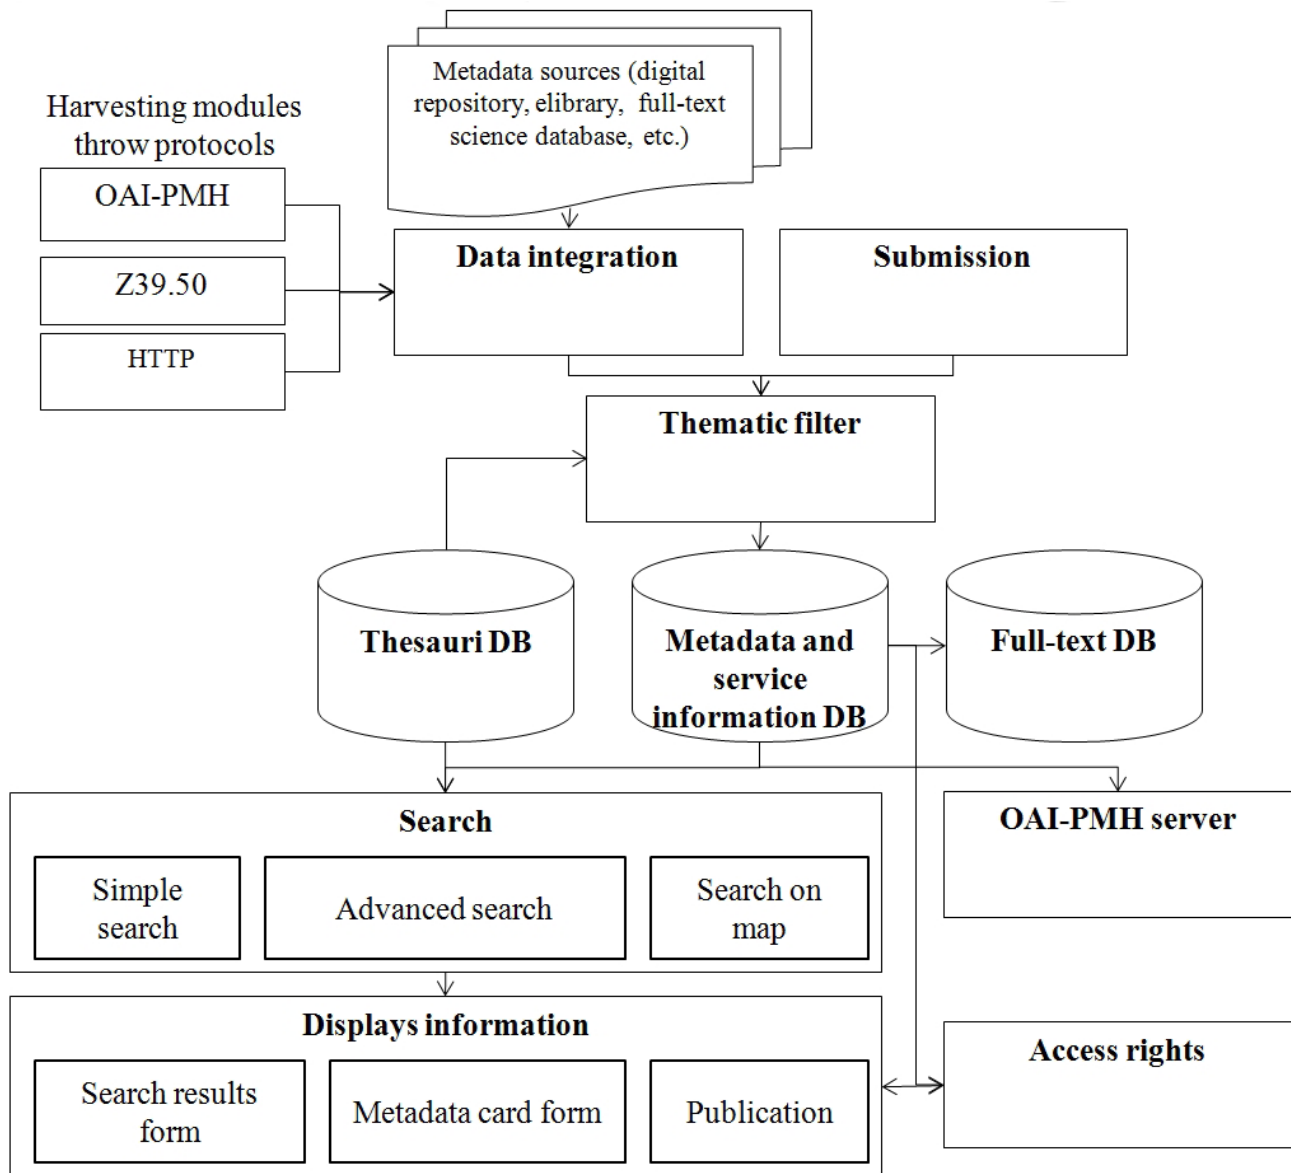 Metadata sources (digital
repository, elibrary, full-text
science database, etc.)
Harvesting modules
throw protocols
OAI-PMH
Z39.50
HTTP
Data integration
Submission
Thematic filter
Thesauri DB
Metadata and
service
information DB
Full-text DB
Search
Simple
search
Advanced search
Search on
map
OAI-PMH server
Displays information
Search results
form
Metadata card form
Publication
Access rights